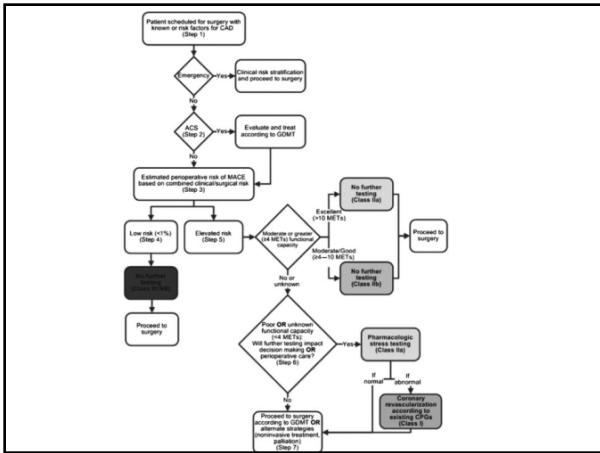 Patient scheduled for surgery with
known or risk factors for CAD
(Step 1)
Emergency
Yes
Clinical risk stratification
and proceed to surgery
No
ACS
(Step 2)
Yes
Evaluate and treat
according to GDMT
No
Estimated perioperative risk of MACE
based on combined clinical/surgical risk
(Step 3)
Low risk (<1%)
(Step 4)
Elevated risk
(Step 5)
Moderate or greater
(≥4 METs) functional
capacity
Excellent
(>10 METs)
No further
testing
(Class IIa)
Moderate/Good
(≥4–10 METs)
No further
testing
(Class IIb)
Proceed to
surgery
No further
testing
Proceed to
surgery
No or
unknown
Poor OR unknown
functional capacity
(<4 METs):
Will further testing impact
decision making OR
perioperative care?
(Step 6)
Yes
Pharmacologic
stress testing
(Class IIa)
If
normal
If
abnormal
Coronary
revascularization
according to
existing CPGs
(Class I)
No
Proceed to surgery
according to GDMT OR
alternate strategies
(noninvasive treatment,
palliation)
(Step 7)